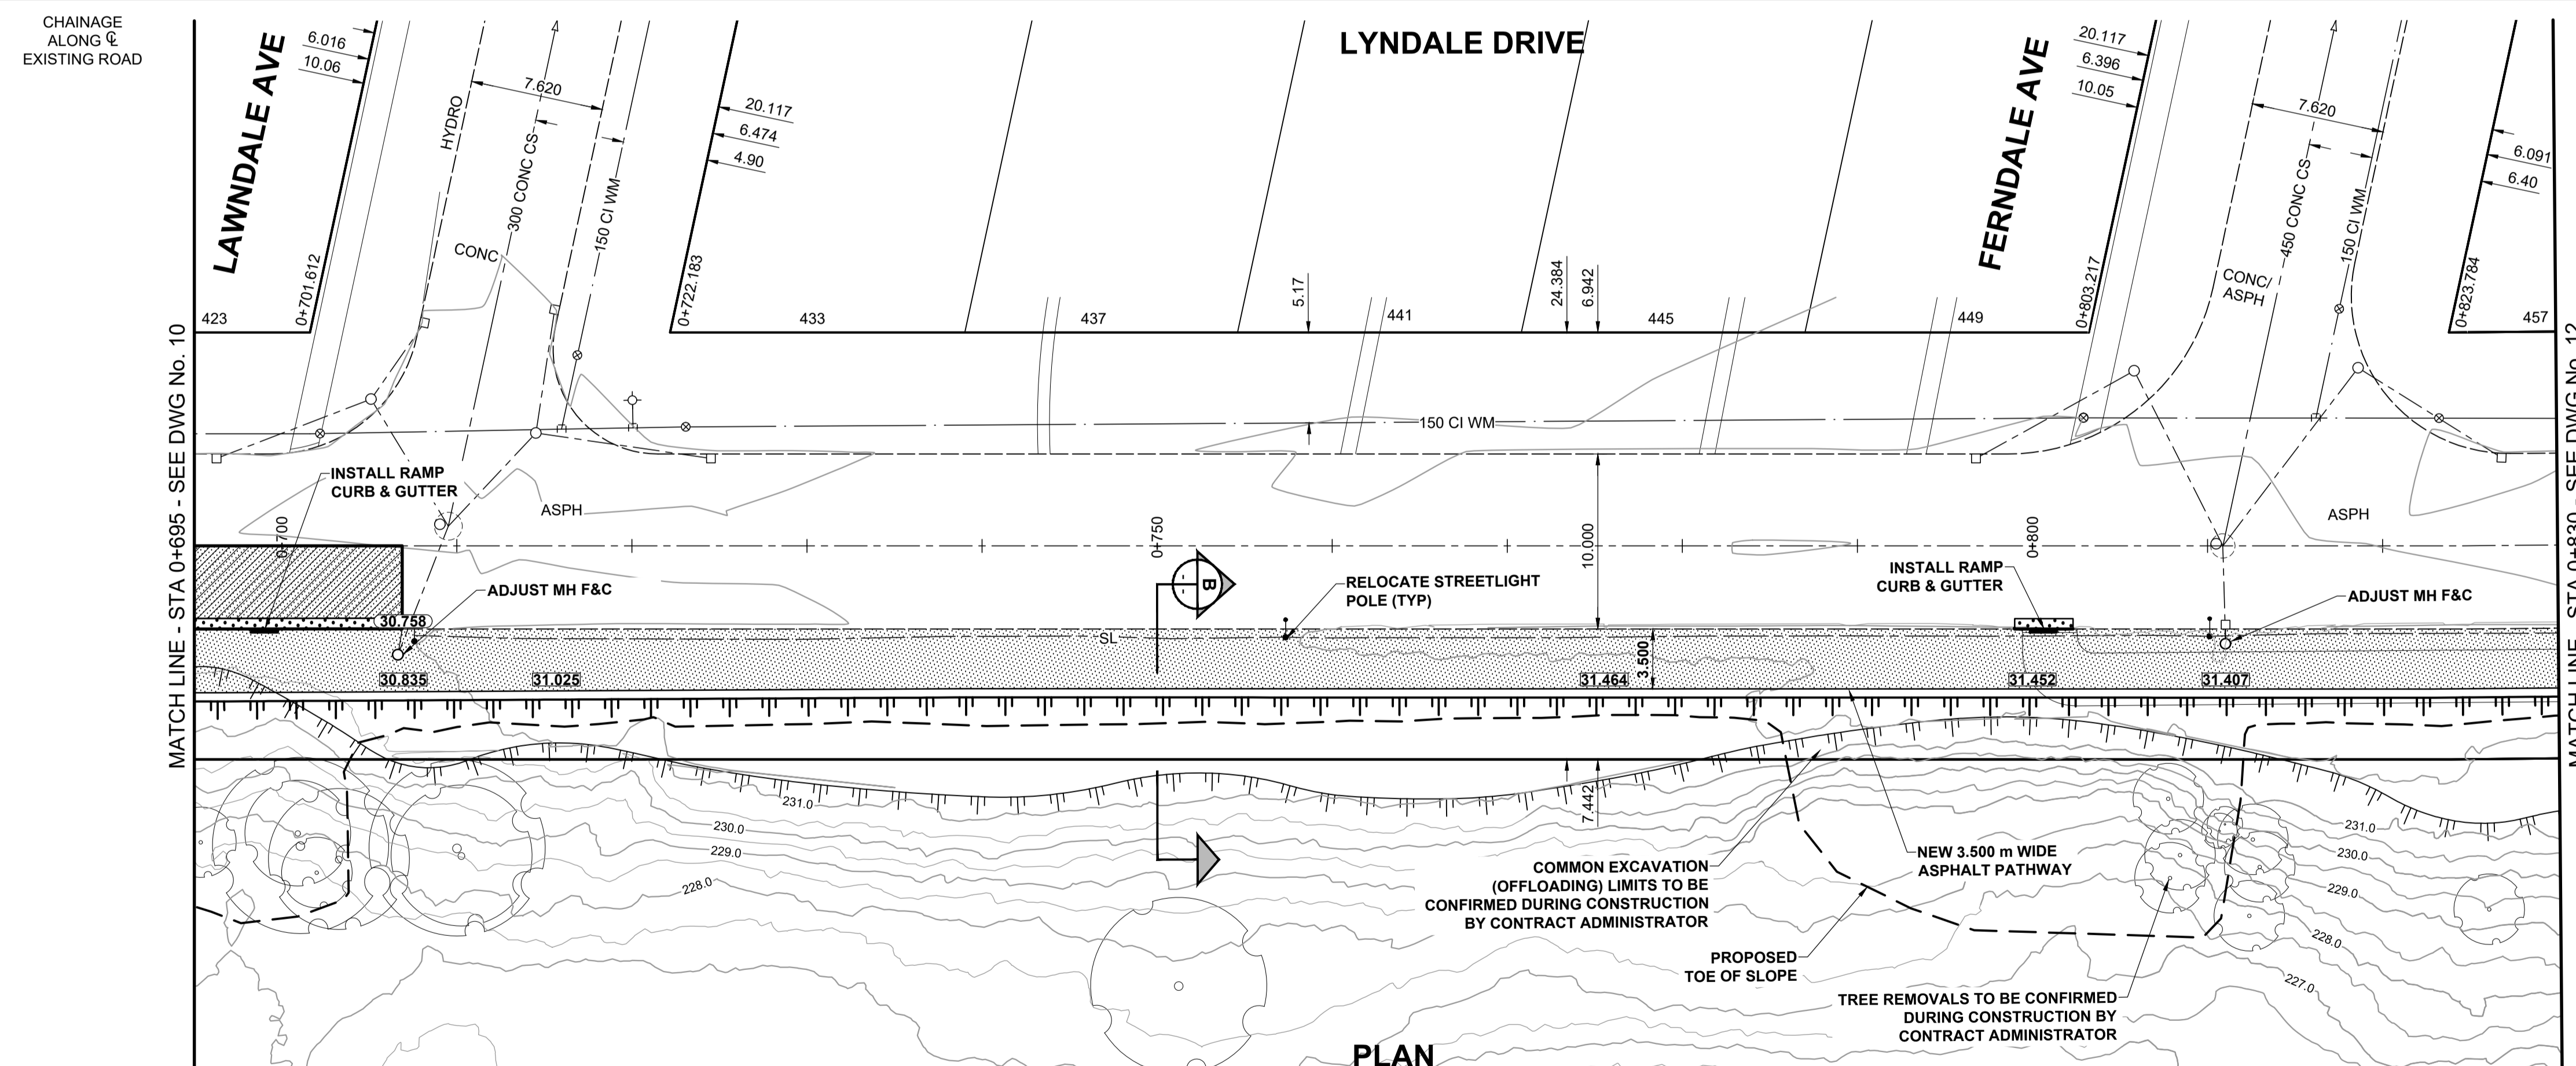 CHAINAGE
ALONG ℄
EXISTING ROAD
LYNDALE DRIVE
LAWNDALE AVE
6.016
10.06
HYDRO
7.620
300 CONC CS
150 CI WM
CONC
20.117
6.474
4.90
FERNDALE AVE
20.117
6.396
10.05
7.620
450 CONC CS
150 CI WM
CONC/
ASPH
6.091
6.40
0+701.612
0+722.183
5.17
24.384
6.942
0+803.217
0+823.784
423
433
437
441
445
449
457
MATCH LINE - STA 0+695 - SEE DWG No. 10
MATCH LINE - STA 0+830 - SEE DWG No. 12
150 CI WM
INSTALL RAMP
CURB & GUTTER
ASPH
ASPH
0+700
0+750
0+800
10.000
B
ADJUST MH F&C
RELOCATE STREETLIGHT
POLE (TYP)
INSTALL RAMP
CURB & GUTTER
ADJUST MH F&C
30.758
SL
3.500
30.835
31.025
31.464
31.452
31.407
7.442
231.0
230.0
229.0
228.0
231.0
230.0
229.0
228.0
227.0
COMMON EXCAVATION
(OFFLOADING) LIMITS TO BE
CONFIRMED DURING CONSTRUCTION
BY CONTRACT ADMINISTRATOR
NEW 3.500 m WIDE
ASPHALT PATHWAY
PROPOSED
TOE OF SLOPE
TREE REMOVALS TO BE CONFIRMED
DURING CONSTRUCTION BY
CONTRACT ADMINISTRATOR
PLAN